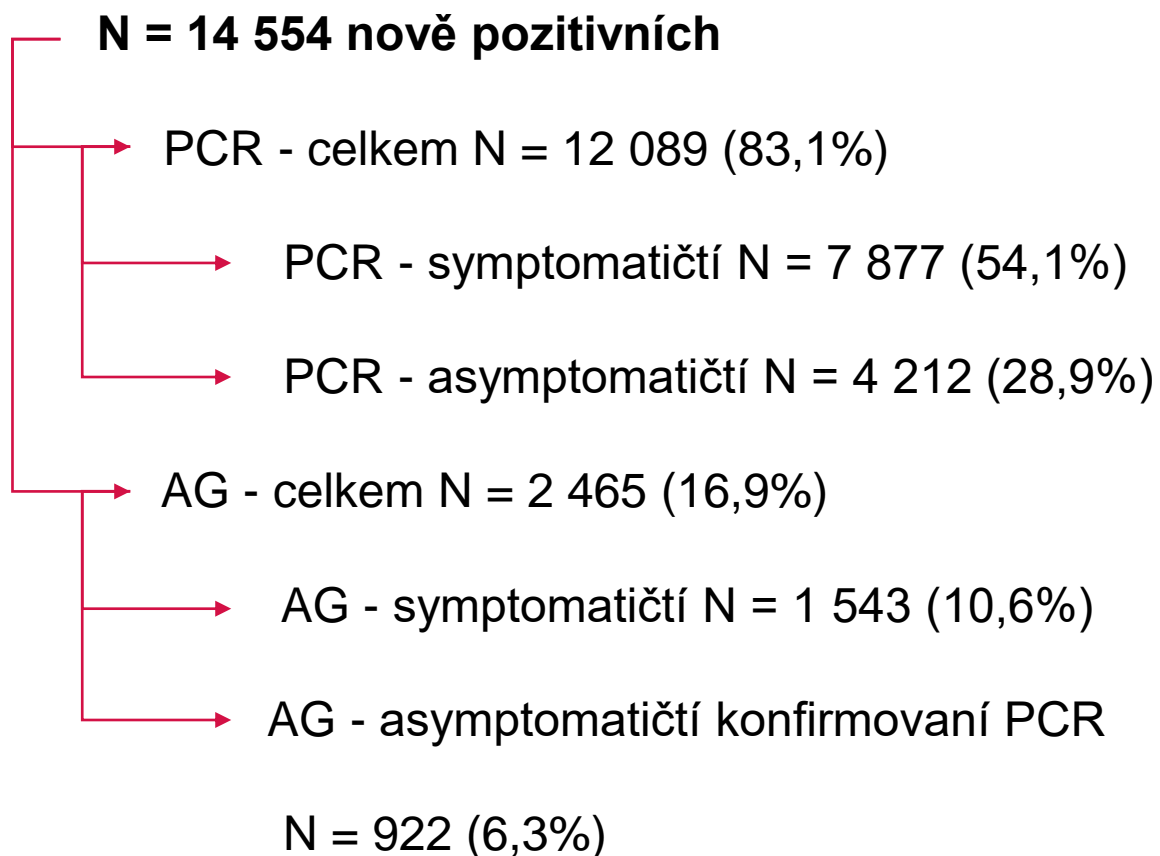 N = 14 554 nově pozitivních
PCR - celkem N = 12 089 (83,1%)
PCR - symptomatičtí N = 7 877 (54,1%)
PCR - asymptomatičtí N = 4 212 (28,9%)
AG - celkem N = 2 465 (16,9%)
AG - symptomatičtí N = 1 543 (10,6%)
AG - asymptomatičtí konfirmovaní PCR
N = 922 (6,3%)